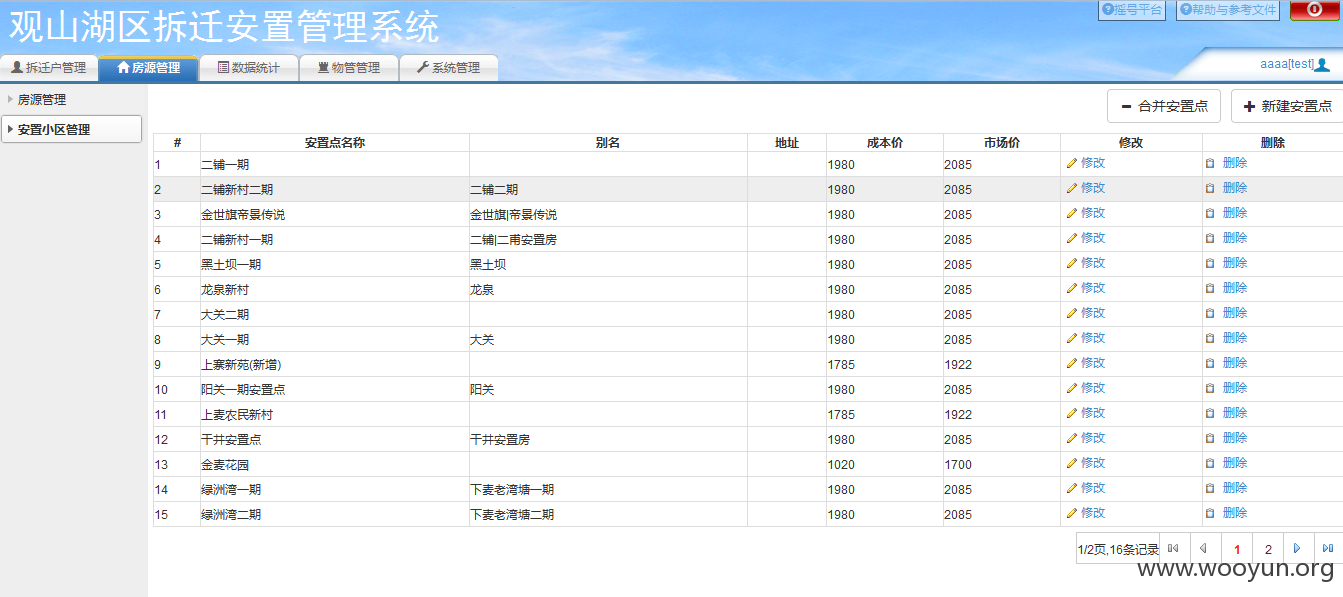 观山湖区拆迁安置管理系统
摇号平台 帮助与参考文件
拆迁户管理 房源管理 数据统计 物管管理 系统管理
aaaa[test]
房源管理
安置小区管理
合并安置点 新建安置点
# 安置点名称 别名 地址 成本价 市场价 修改 删除
1 二铺一期 1980 2085 修改 删除
2 二铺新村二期 二铺二期 1980 2085 修改 删除
3 金世旗帝景传说 金世旗|帝景传说 1980 2085 修改 删除
4 二铺新村一期 二铺|二甫安置房 1980 2085 修改 删除
5 黑土坝一期 黑土坝 1980 2085 修改 删除
6 龙泉新村 龙泉 1980 2085 修改 删除
7 大关二期 1980 2085 修改 删除
8 大关一期 大关 1980 2085 修改 删除
9 上寨新苑(新增) 1785 1922 修改 删除
10 阳关一期安置点 阳关 1980 2085 修改 删除
11 上麦农民新村 1785 1922 修改 删除
12 干井安置点 干井安置房 1980 2085 修改 删除
13 金麦花园 1020 1700 修改 删除
14 绿洲湾一期 下麦老湾塘一期 1980 2085 修改 删除
15 绿洲湾二期 下麦老湾塘二期 1980 2085 修改 删除
1/2页,16条记录 1 2
www.wooyun.org